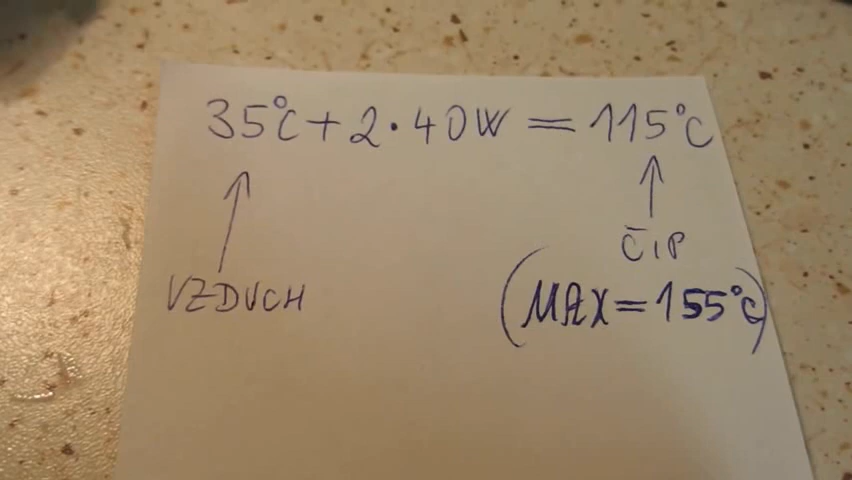 35°C + 2·40W = 115°C
VZDUCH
ČIP
(MAX = 155°C)